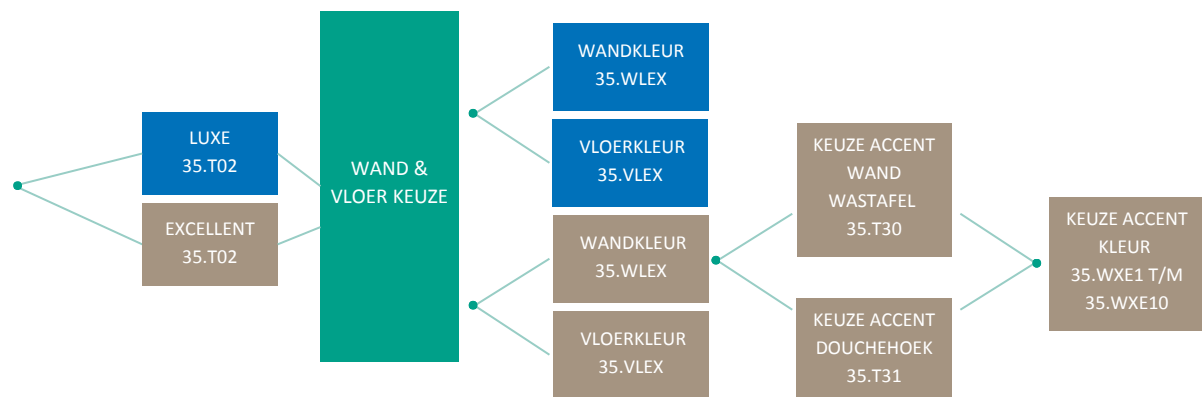 LUXE
35.T02
EXCELLENT
35.T02
WAND &
VLOER KEUZE
WANDKLEUR
35.WLEX
VLOERKLEUR
35.VLEX
WANDKLEUR
35.WLEX
VLOERKLEUR
35.VLEX
KEUZE ACCENT
WAND
WASTAFEL
35.T30
KEUZE ACCENT
DOUCHEHOEK
35.T31
KEUZE ACCENT
KLEUR
35.WXE1 T/M
35.WXE10